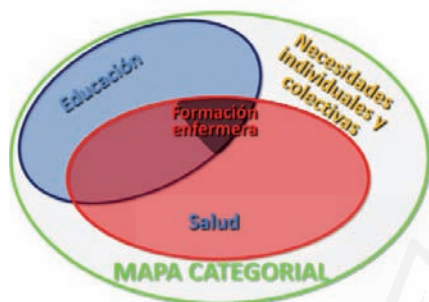 Educación
Necesidades
individuales y
colectivas
Formación
enfermera
Salud
MAPA CATEGORIAL